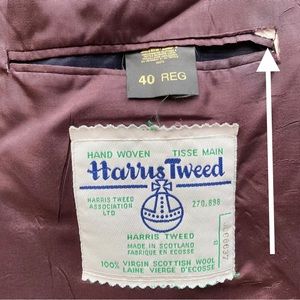 40 REG
HAND WOVEN TISSE MAIN
Harris Tweed
HARRIS TWEED
ASSOCIATION
LTD
270,898
HARRIS TWEED
MADE IN SCOTLAND
FABRIQUE EN ECOSSE
100% VIRGIN SCOTTISH WOOL
LAINE VIERGE D'ECOSSE